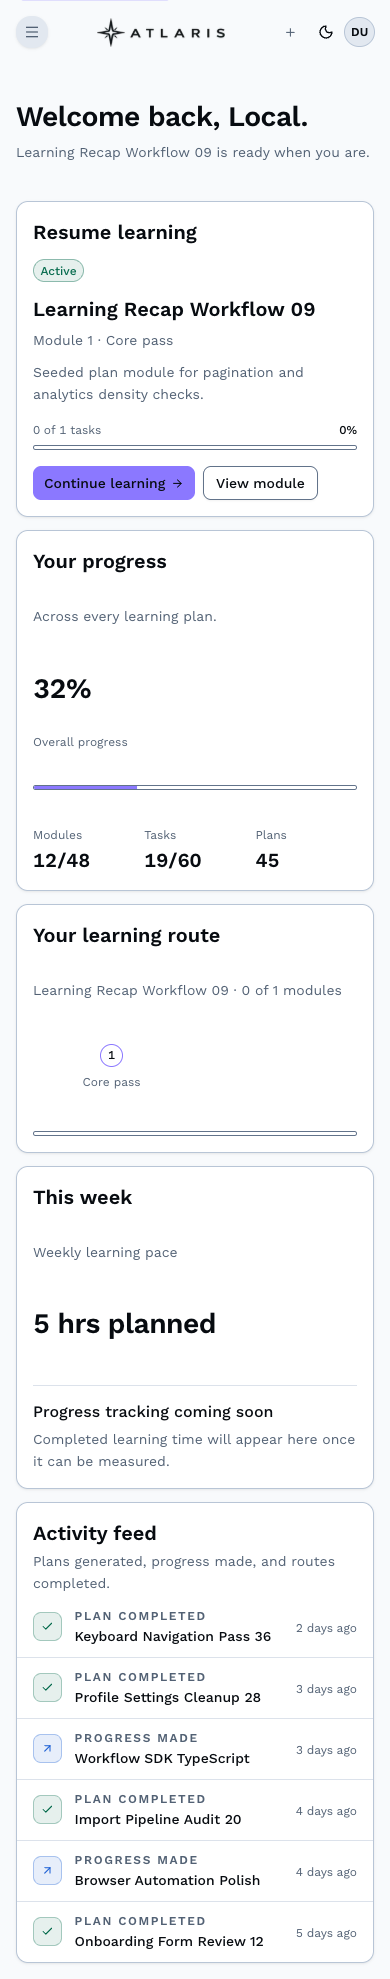 ATLARIS
DU
Welcome back, Local.
Learning Recap Workflow 09 is ready when you are.
Resume learning
Active
Learning Recap Workflow 09
Module 1 · Core pass
Seeded plan module for pagination and
analytics density checks.
0 of 1 tasks 0%
Continue learning → View module
Your progress
Across every learning plan.
32%
Overall progress
Modules Tasks Plans
12/48 19/60 45
Your learning route
Learning Recap Workflow 09 · 0 of 1 modules
1
Core pass
This week
Weekly learning pace
5 hrs planned
Progress tracking coming soon
Completed learning time will appear here once
it can be measured.
Activity feed
Plans generated, progress made, and routes
completed.
PLAN COMPLETED
Keyboard Navigation Pass 36 2 days ago
PLAN COMPLETED
Profile Settings Cleanup 28 3 days ago
PROGRESS MADE
Workflow SDK TypeScript 3 days ago
PLAN COMPLETED
Import Pipeline Audit 20 4 days ago
PROGRESS MADE
Browser Automation Polish 4 days ago
PLAN COMPLETED
Onboarding Form Review 12 5 days ago